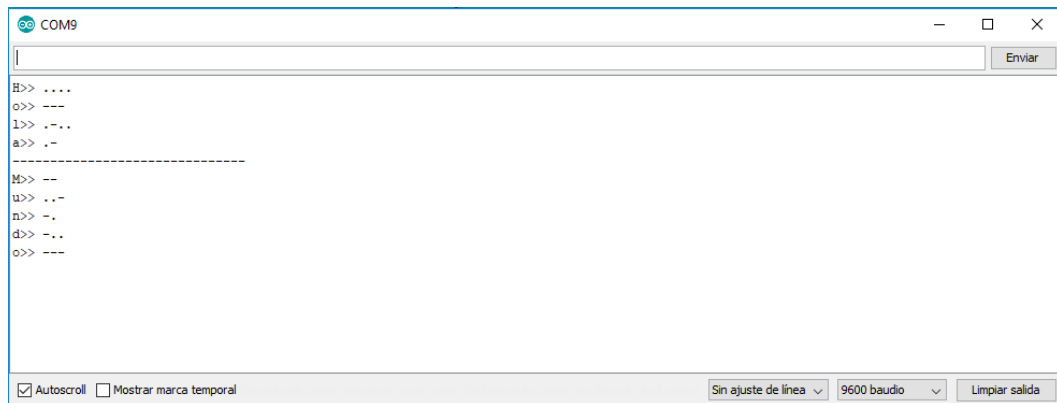 COM9
Enviar
H>> ....
o>> ---
l>> .-..
a>> .-
-------------------------------
M>> --
u>> ..-
n>> -.
d>> -..
o>> ---
Autoscroll Mostrar marca temporal Sin ajuste de línea 9600 baudio Limpiar salida